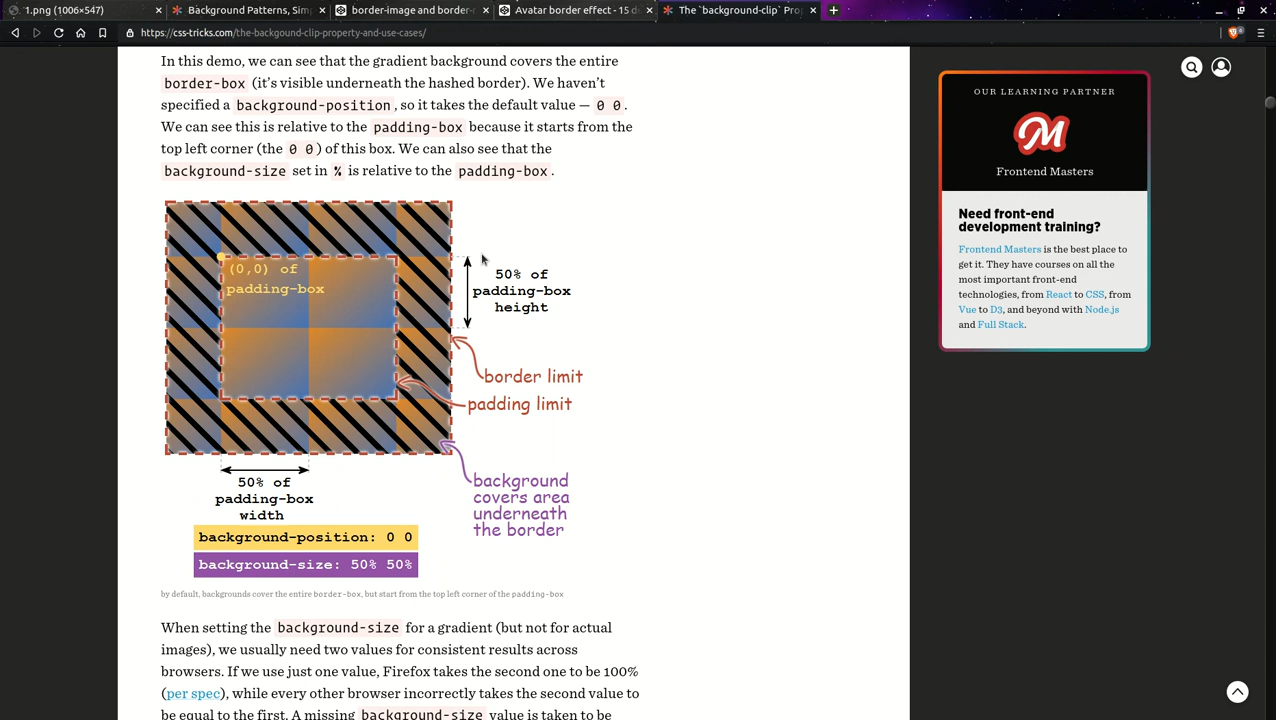 1.png (1006×547)
Background Patterns, Simp
border-image and border-r
Avatar border effect - 15 de
The `background-clip` Prop
https://css-tricks.com/the-backgound-clip-property-and-use-cases/
In this demo, we can see that the gradient background covers the entire
border-box (it’s visible underneath the hashed border). We haven’t
specified a background-position, so it takes the default value — 0 0.
We can see this is relative to the padding-box because it starts from the
top left corner (the 0 0) of this box. We can also see that the
background-size set in % is relative to the padding-box.
(0,0) of
padding-box
50% of
padding-box
height
border limit
padding limit
background
covers area
underneath
the border
50% of
padding-box
width
background-position: 0 0
background-size: 50% 50%
by default, backgrounds cover the entire border-box, but start from the top left corner of the padding-box
When setting the background-size for a gradient (but not for actual
images), we usually need two values for consistent results across
browsers. If we use just one value, Firefox takes the second one to be 100%
(per spec), while every other browser incorrectly takes the second value to
be equal to the first. A missing background-size value is taken to be
OUR LEARNING PARTNER
M
Frontend Masters
Need front-end
development training?
Frontend Masters is the best place to
get it. They have courses on all the
most important front-end
technologies, from React to CSS, from
Vue to D3, and beyond with Node.js
and Full Stack.